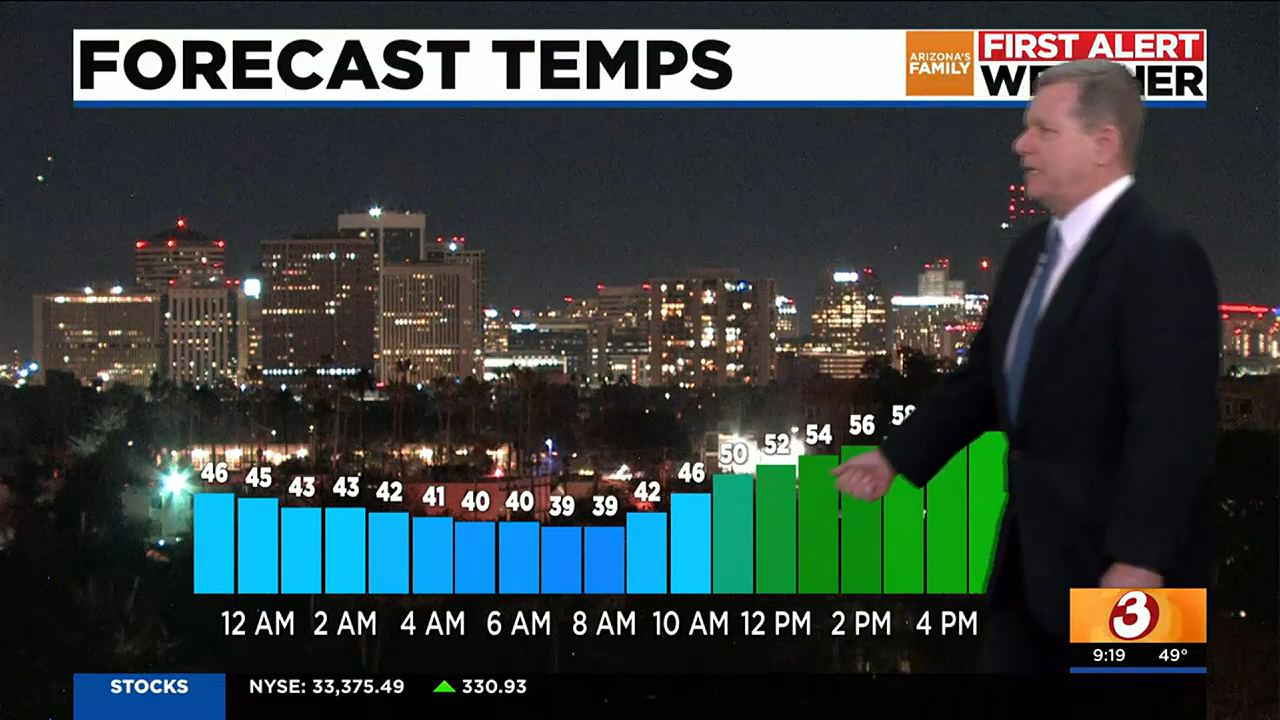 FORECAST TEMPS
ARIZONA'S
FAMILY
FIRST ALERT
46 45 43 43 42 41 40 40 39 39 42 46 50 52 54 56
12 AM 2 AM 4 AM 6 AM 8 AM 10 AM 12 PM 2 PM 4 PM
3
9:19 49°
STOCKS NYSE: 33,375.49 330.93